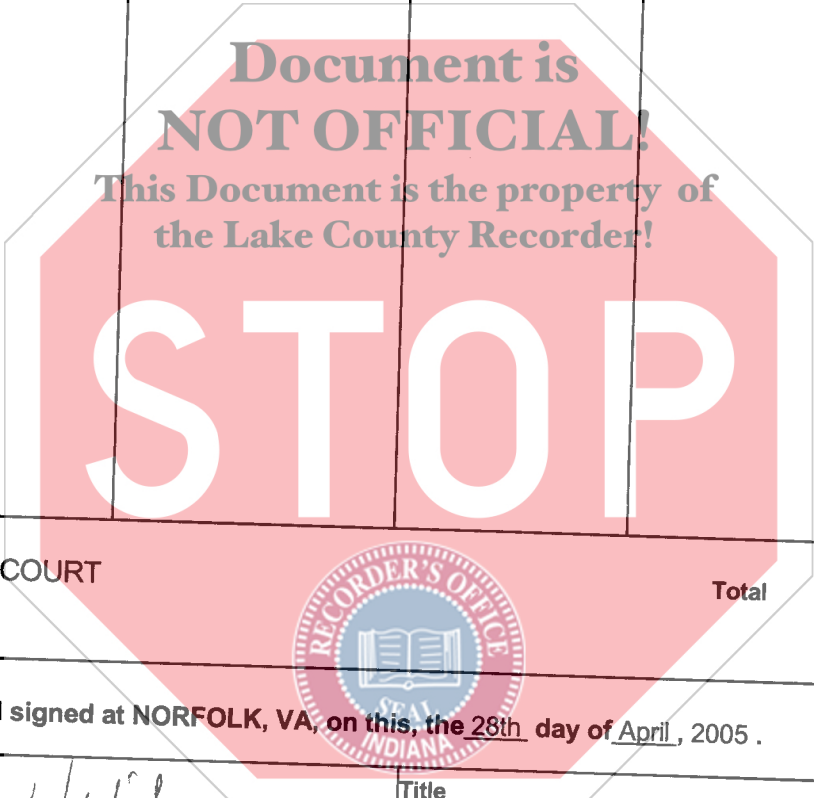 Document is
NOT OFFICIAL!
This Document is the property of
the Lake County Recorder!
STOP
COURT
Total
RECORDER'S OFFICE
SEAL
INDIANA
signed at NORFOLK, VA, on this, the 28th day of April, 2005 .
Title